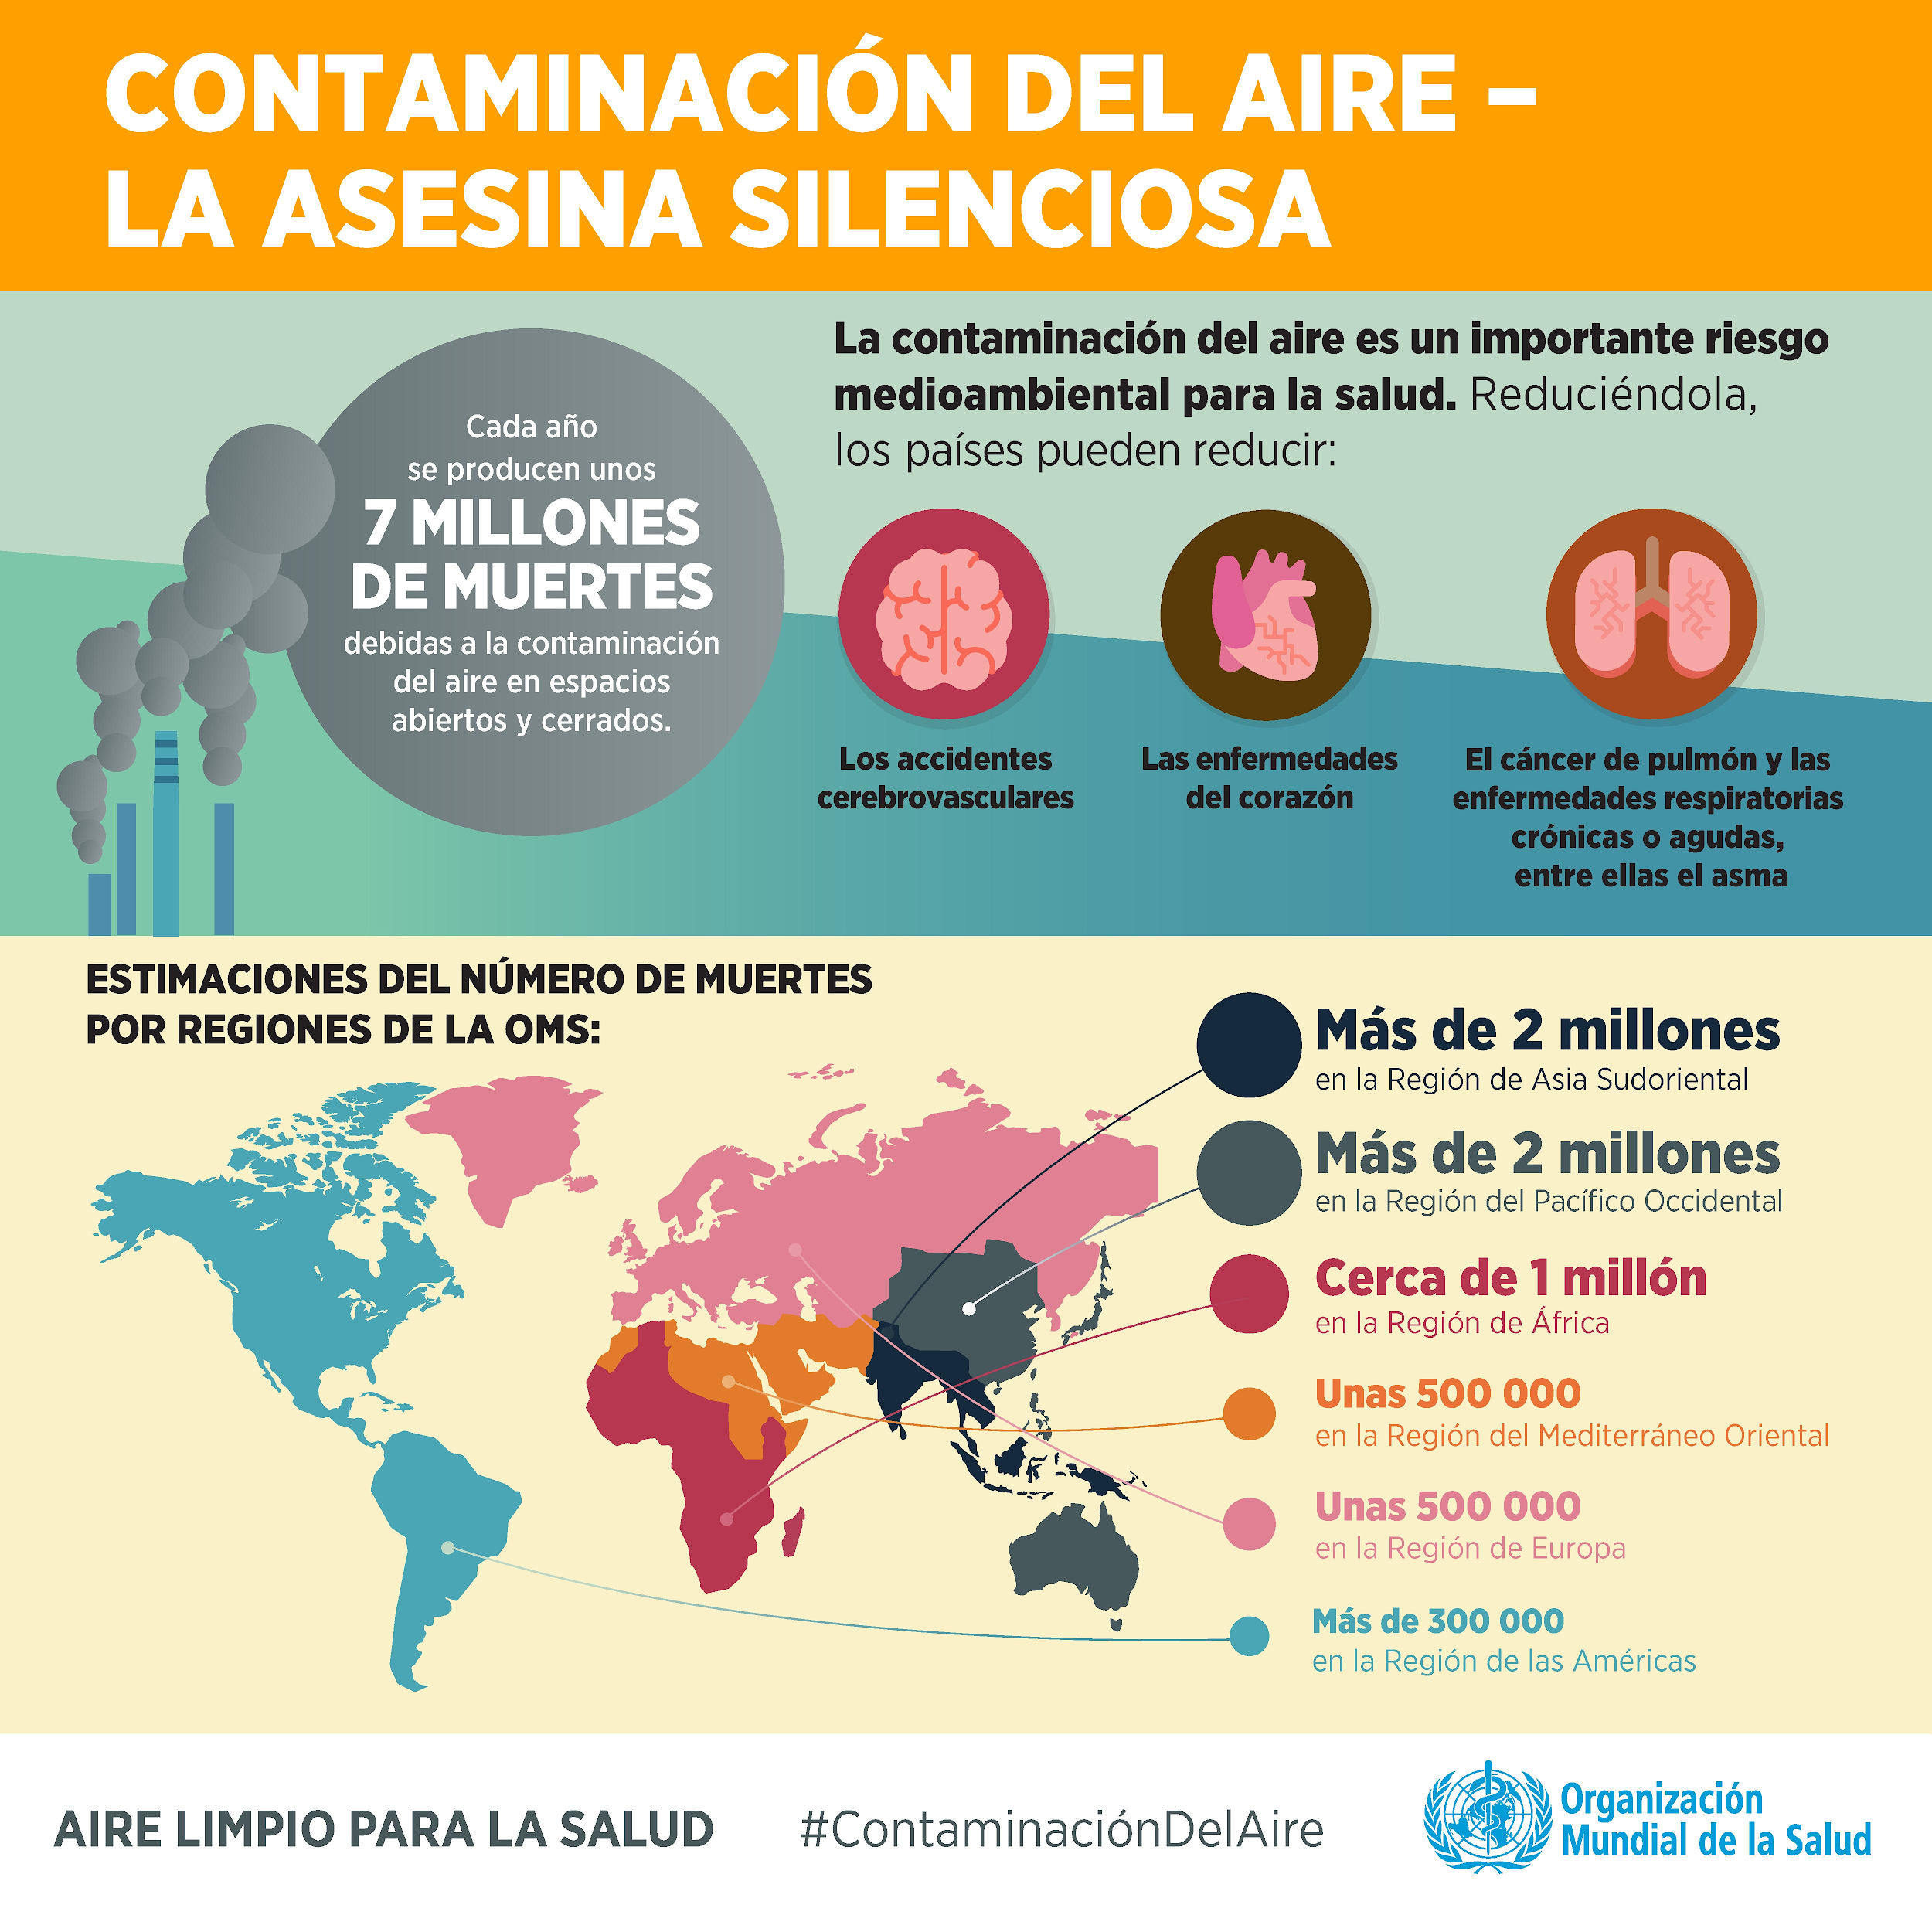 CONTAMINACIÓN DEL AIRE –
LA ASESINA SILENCIOSA
Cada año
se producen unos
7 MILLONES
DE MUERTES
debidas a la contaminación
del aire en espacios
abiertos y cerrados.
La contaminación del aire es un importante riesgo
medioambiental para la salud. Reduciéndola,
los países pueden reducir:
Los accidentes
cerebrovasculares
Las enfermedades
del corazón
El cáncer de pulmón y las
enfermedades respiratorias
crónicas o agudas,
entre ellas el asma
ESTIMACIONES DEL NÚMERO DE MUERTES
POR REGIONES DE LA OMS:
Más de 2 millones
en la Región de Asia Sudoriental
Más de 2 millones
en la Región del Pacífico Occidental
Cerca de 1 millón
en la Región de África
Unas 500 000
en la Región del Mediterráneo Oriental
Unas 500 000
en la Región de Europa
Más de 300 000
en la Región de las Américas
AIRE LIMPIO PARA LA SALUD
#ContaminaciónDelAire
Organización
Mundial de la Salud